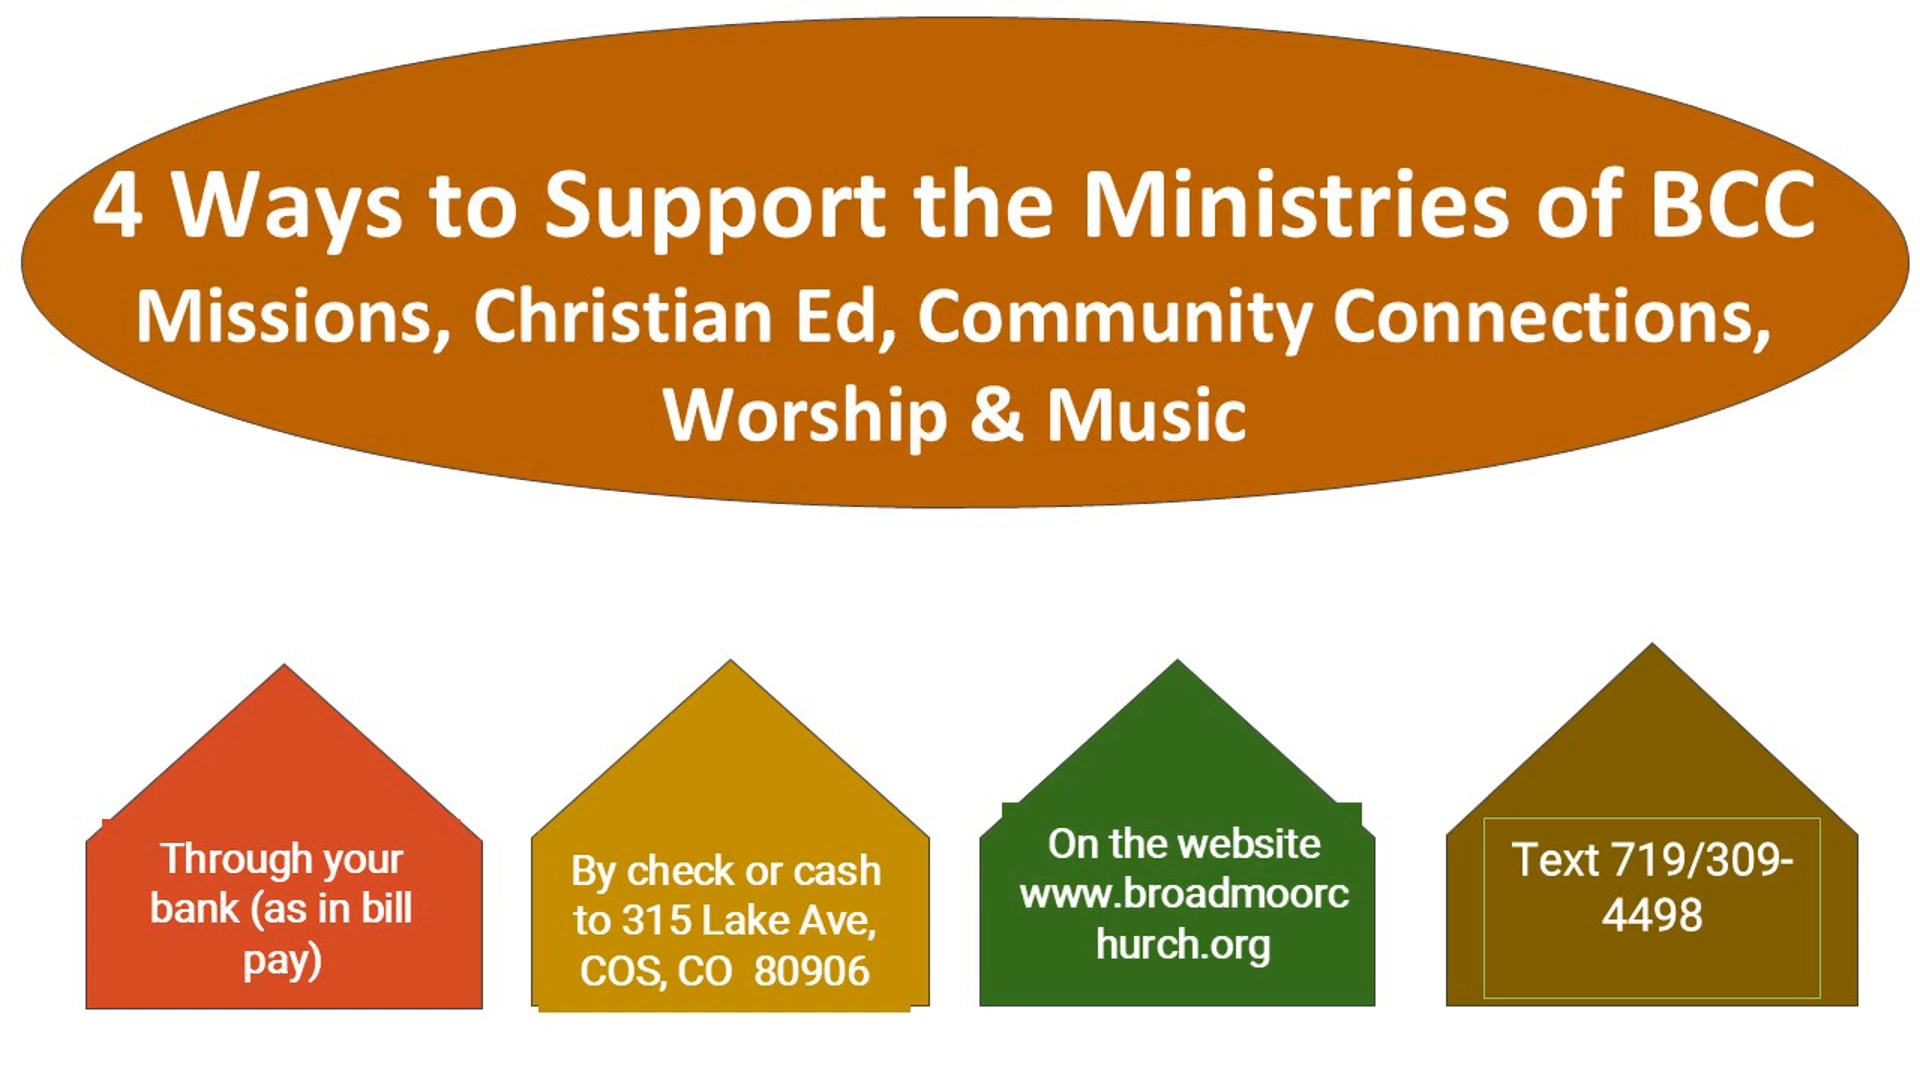 4 Ways to Support the Ministries of BCC
Missions, Christian Ed, Community Connections,
Worship & Music
Through your
bank (as in bill
pay)
By check or cash
to 315 Lake Ave,
COS, CO  80906
On the website
www.broadmoorc
hurch.org
Text 719/309-
4498